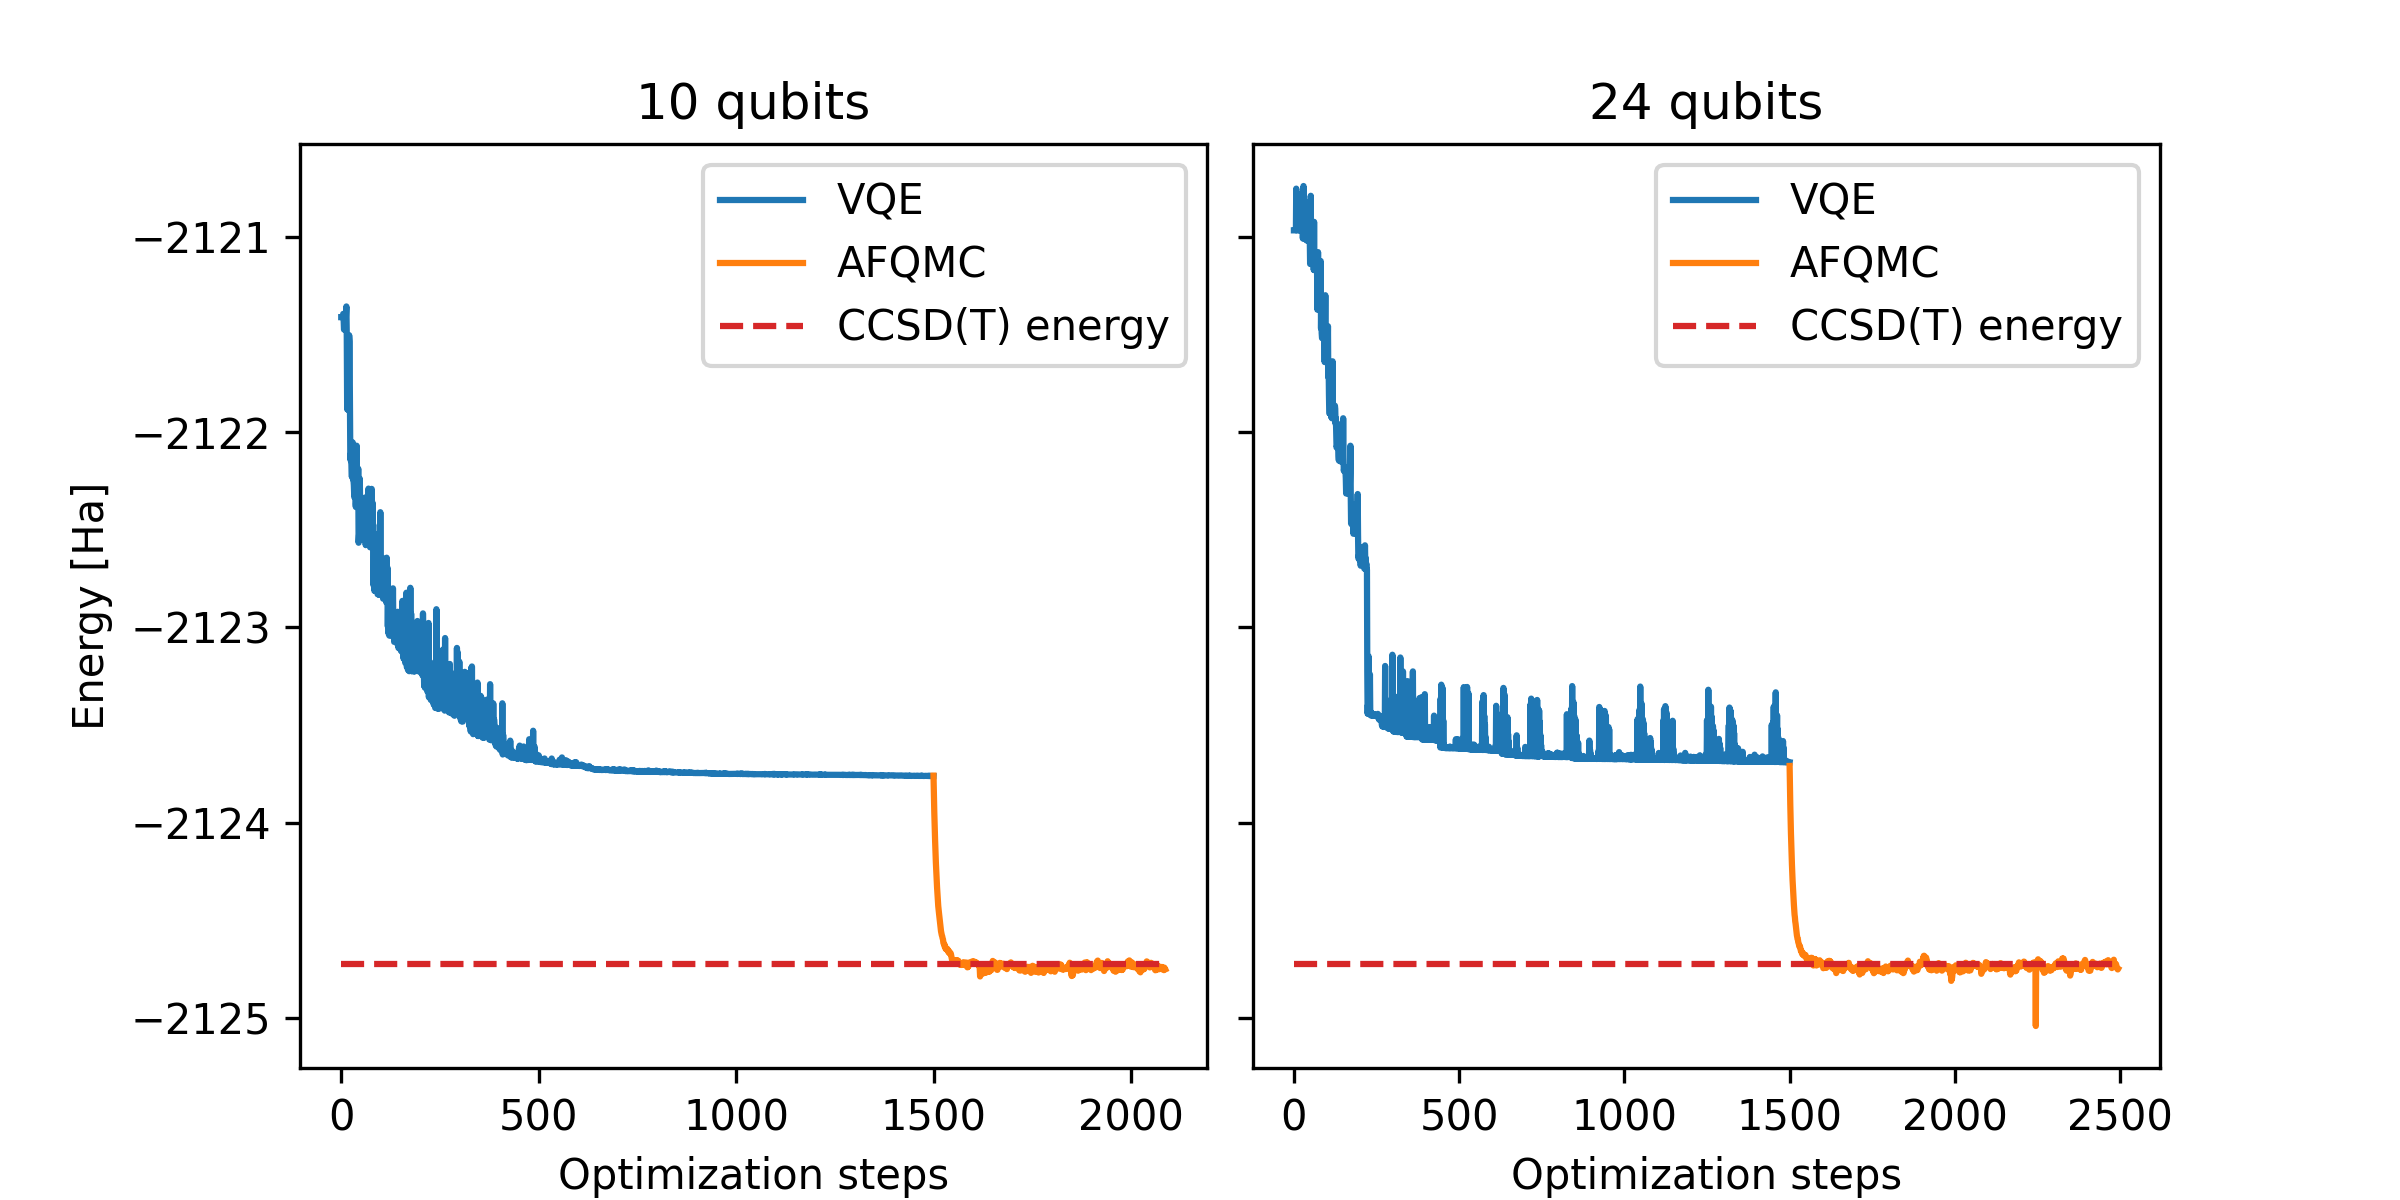 10 qubits
24 qubits
VQE
AFQMC
CCSD(T) energy
VQE
AFQMC
CCSD(T) energy
Energy [Ha]
−2121
−2122
−2123
−2124
−2125
0 500 1000 1500 2000
0 500 1000 1500 2000 2500
Optimization steps
Optimization steps